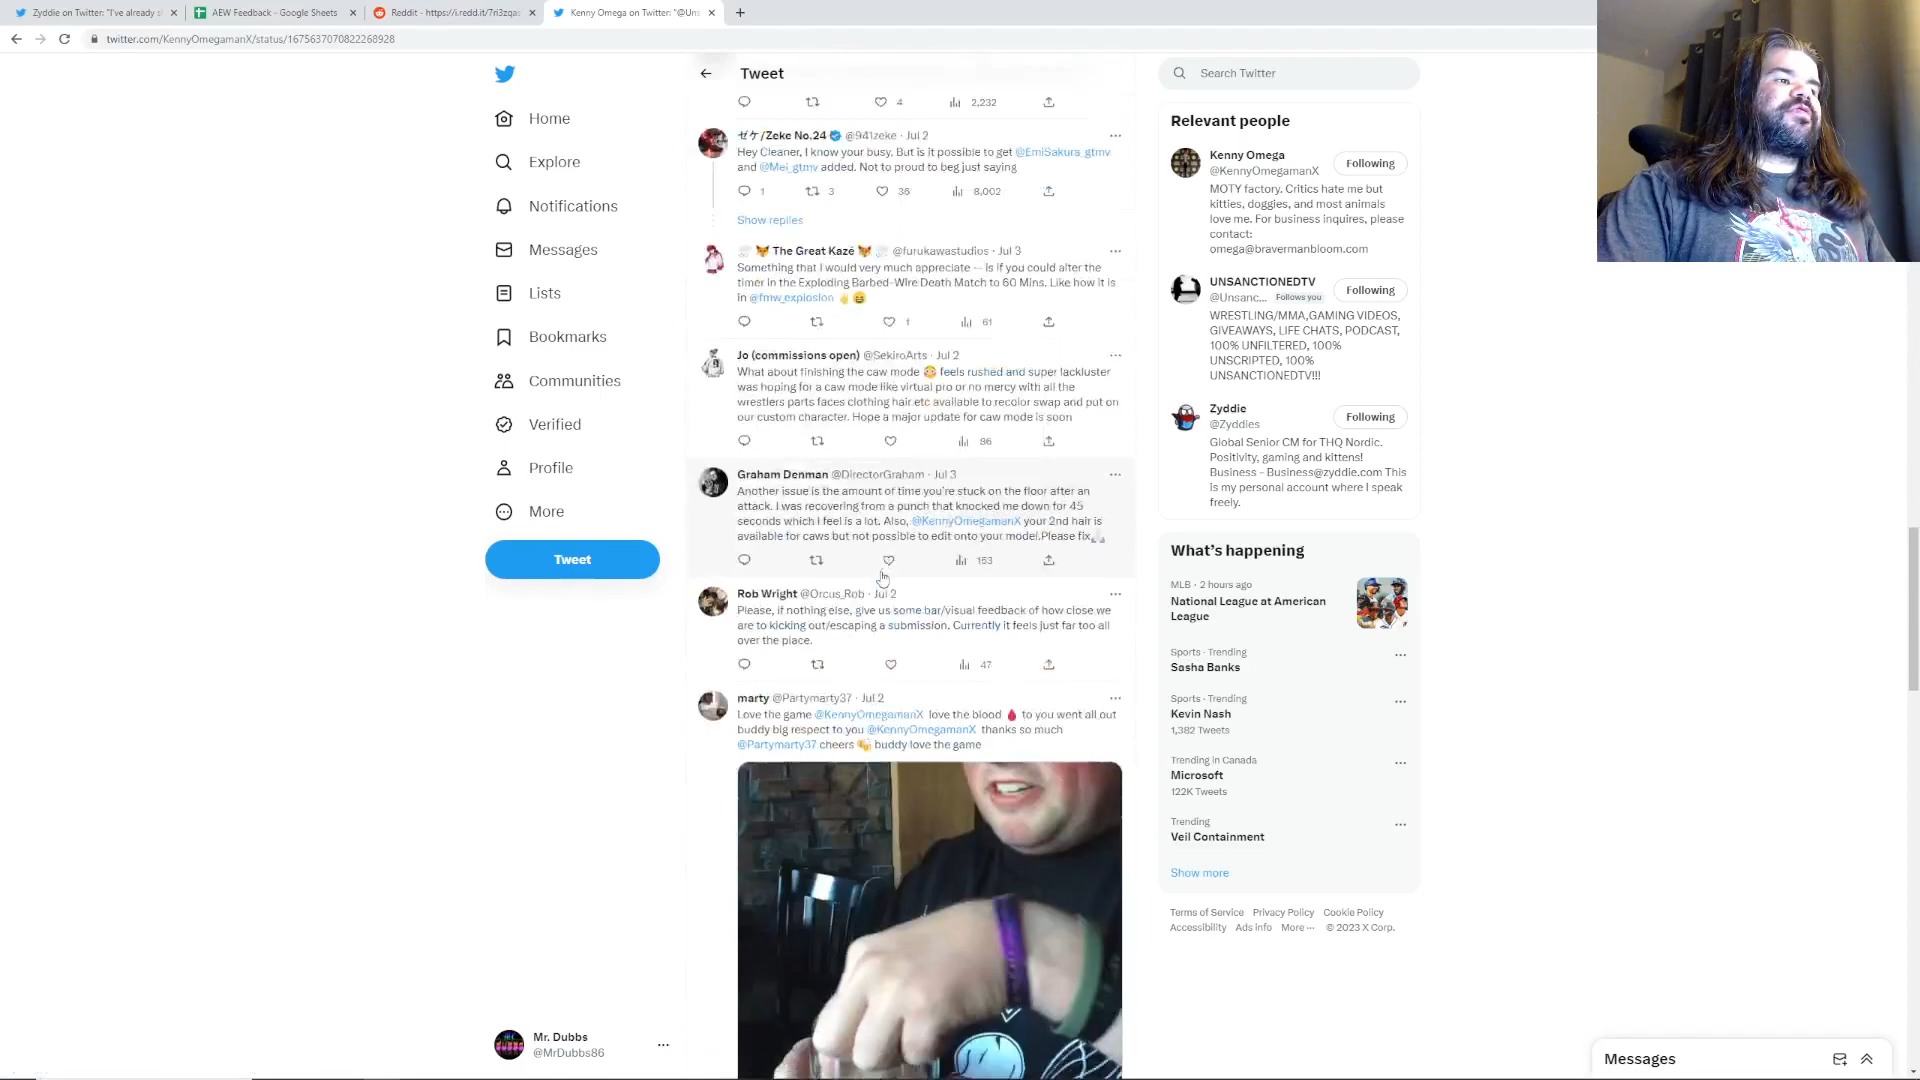 Zyddie on Twitter: "I've already s
AEW Feedback - Google Sheets
Reddit - https://i.redd.it/7ri3zqas
Kenny Omega on Twitter: "@Uns
twitter.com/KennyOmegamanX/status/1675637070822268928
Home
Explore
Notifications
Messages
Lists
Bookmarks
Communities
Verified
Profile
More
Tweet
Mr. Dubbs
@MrDubbs86
Tweet
4
2,232
ゼケ/Zeke No.24 @941zeke · Jul 2
Hey Cleaner, I know your busy. But is it possible to get @EmiSakura_gtmv
and @Mei_gtmv added. Not to proud to beg just saying
1
3
36
8,002
Show replies
The Great Kazé @furukawastudios · Jul 3
Something that I would very much appreciate -- is if you could alter the
timer in the Exploding Barbed-Wire Death Match to 60 Mins. Like how it is
in @fmw_explosion ✌️😆
1
61
Jo (commissions open) @SekiroArts · Jul 2
What about finishing the caw mode 😳 feels rushed and super lackluster
was hoping for a caw mode like virtual pro or no mercy with all the
wrestlers parts faces clothing hair etc available to recolor swap and put on
our custom character. Hope a major update for caw mode is soon
86
Graham Denman @DirectorGraham · Jul 3
Another issue is the amount of time you're stuck on the floor after an
attack. I was recovering from a punch that knocked me down for 45
seconds which I feel is a lot. Also, @KennyOmegamanX your 2nd hair is
available for caws but not possible to edit onto your model.Please fix🙏🏻
153
Rob Wright @Orcus_Rob · Jul 2
Please, if nothing else, give us some bar/visual feedback of how close we
are to kicking out/escaping a submission. Currently it feels just far too all
over the place.
47
marty @Partymarty37 · Jul 2
Love the game @KennyOmegamanX love the blood 🩸 to you went all out
buddy big respect to you @KennyOmegamanX thanks so much
@Partymarty37 cheers 🍻 buddy love the game
Search Twitter
Relevant people
Kenny Omega
@KennyOmegamanX
Following
MOTY factory. Critics hate me but
kitties, doggies, and most animals
love me. For business inquires, please
contact:
omega@bravermanbloom.com
UNSANCTIONEDTV
@Unsanc... Follows you
Following
WRESTLING/MMA,GAMING VIDEOS,
GIVEAWAYS, LIFE CHATS, PODCAST,
100% UNFILTERED, 100%
UNSCRIPTED, 100%
UNSANCTIONEDTV!!!
Zyddie
@Zyddies
Following
Global Senior CM for THQ Nordic.
Positivity, gaming and kittens!
Business - Business@zyddie.com This
is my personal account where I speak
freely.
What's happening
MLB · 2 hours ago
National League at American
League
Sports · Trending
Sasha Banks
Sports · Trending
Kevin Nash
1,382 Tweets
Trending in Canada
Microsoft
122K Tweets
Trending
Veil Containment
Show more
Terms of Service Privacy Policy Cookie Policy
Accessibility Ads info More ··· © 2023 X Corp.
Messages